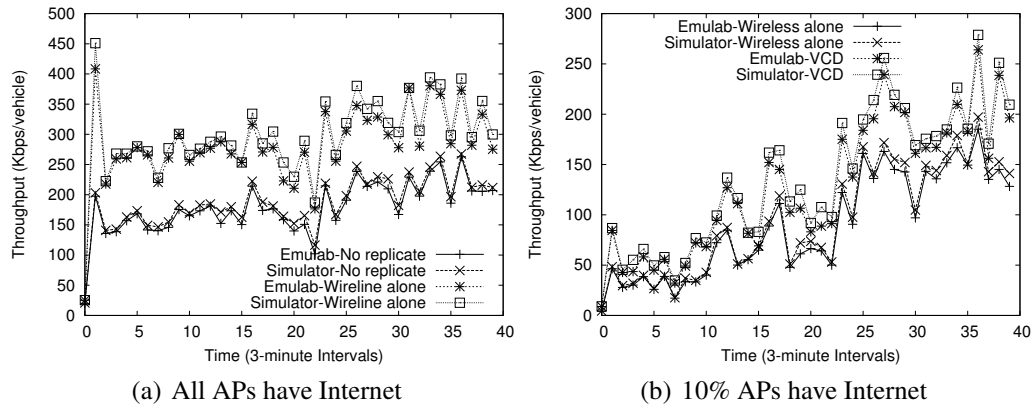 500
450
400
350
300
250
200
150
100
50
0
Throughput (Kbps/vehicle)
0 5 10 15 20 25 30 35 40
Time (3-minute Intervals)
Emulab-No replicate
Simulator-No replicate
Emulab-Wireline alone
Simulator-Wireline alone
(a) All APs have Internet
300
250
200
150
100
50
0
Throughput (Kbps/vehicle)
0 5 10 15 20 25 30 35 40
Time (3-minute Intervals)
Emulab-Wireless alone
Simulator-Wireless alone
Emulab-VCD
Simulator-VCD
(b) 10% APs have Internet